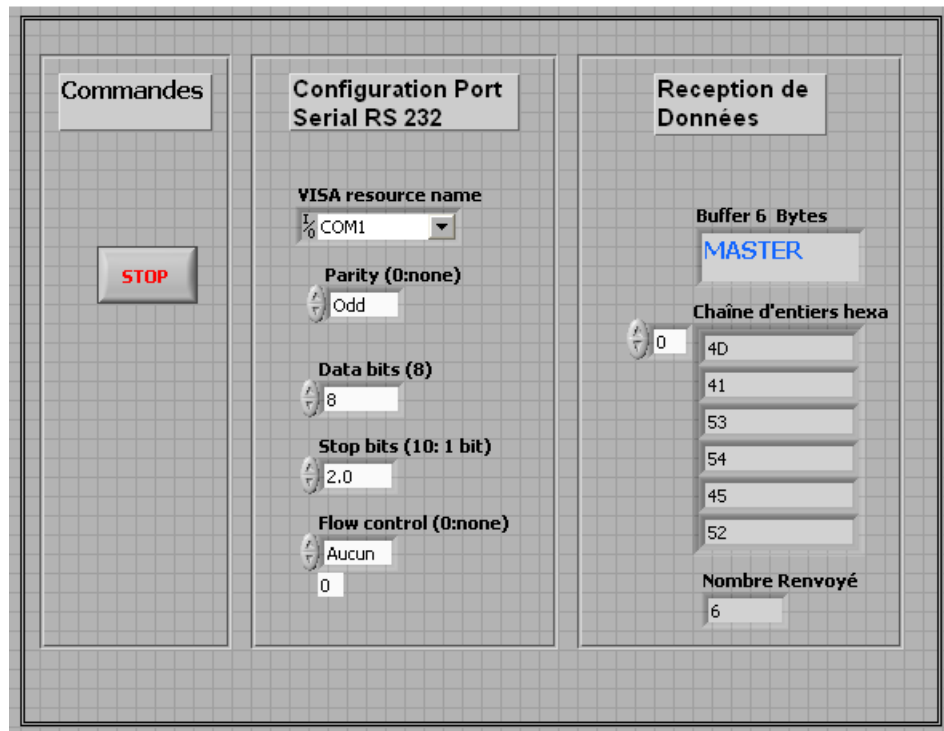 Commandes
STOP
Configuration Port
Serial RS 232
VISA resource name
I/O COM1
Parity (0:none)
Odd
Data bits (8)
8
Stop bits (10: 1 bit)
2.0
Flow control (0:none)
Aucun
0
Reception de
Données
Buffer 6 Bytes
MASTER
Chaîne d'entiers hexa
0
4D
41
53
54
45
52
Nombre Renvoyé
6